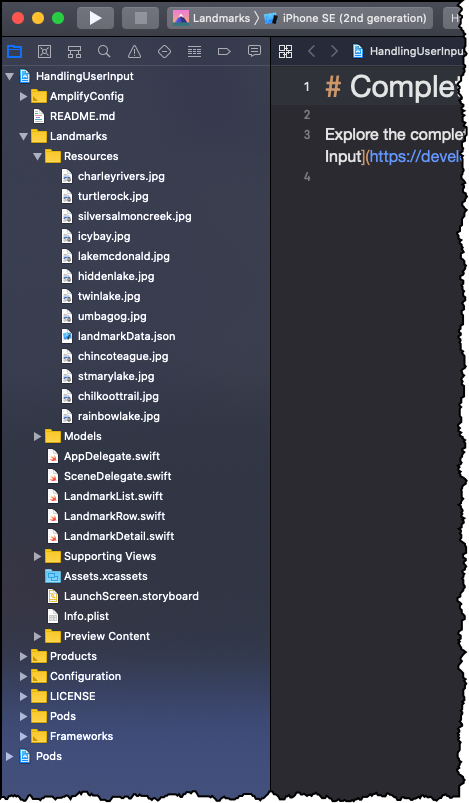 Landmarks 〉 iPhone SE (2nd generation)
HandlingUserInpu
HandlingUserInput
AmplifyConfig
README.md
Landmarks
Resources
charleyrivers.jpg
turtlerock.jpg
silversalmoncreek.jpg
icybay.jpg
lakemcdonald.jpg
hiddenlake.jpg
twinlake.jpg
umbagog.jpg
landmarkData.json
chincoteague.jpg
stmarylake.jpg
chilkoottrail.jpg
rainbowlake.jpg
Models
AppDelegate.swift
SceneDelegate.swift
LandmarkList.swift
LandmarkRow.swift
LandmarkDetail.swift
Supporting Views
Assets.xcassets
LaunchScreen.storyboard
Info.plist
Preview Content
Products
Configuration
LICENSE
Pods
Frameworks
Pods
1 # Complet
2
3 Explore the comple
Input](https://devel
4